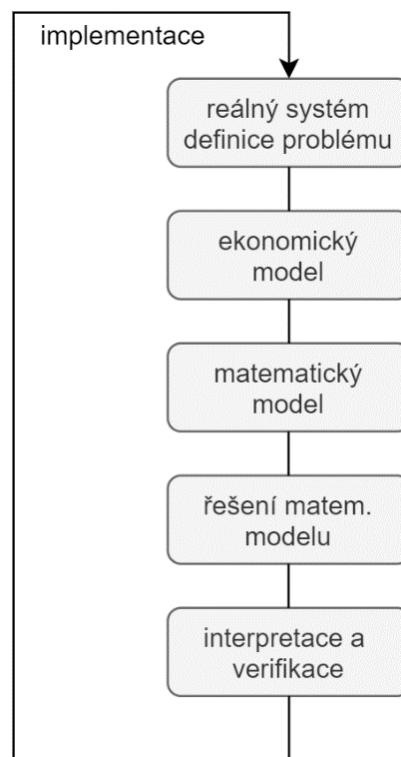 implementace
reálný systém
definice problému
ekonomický
model
matematický
model
řešení matem.
modelu
interpretace a
verifikace